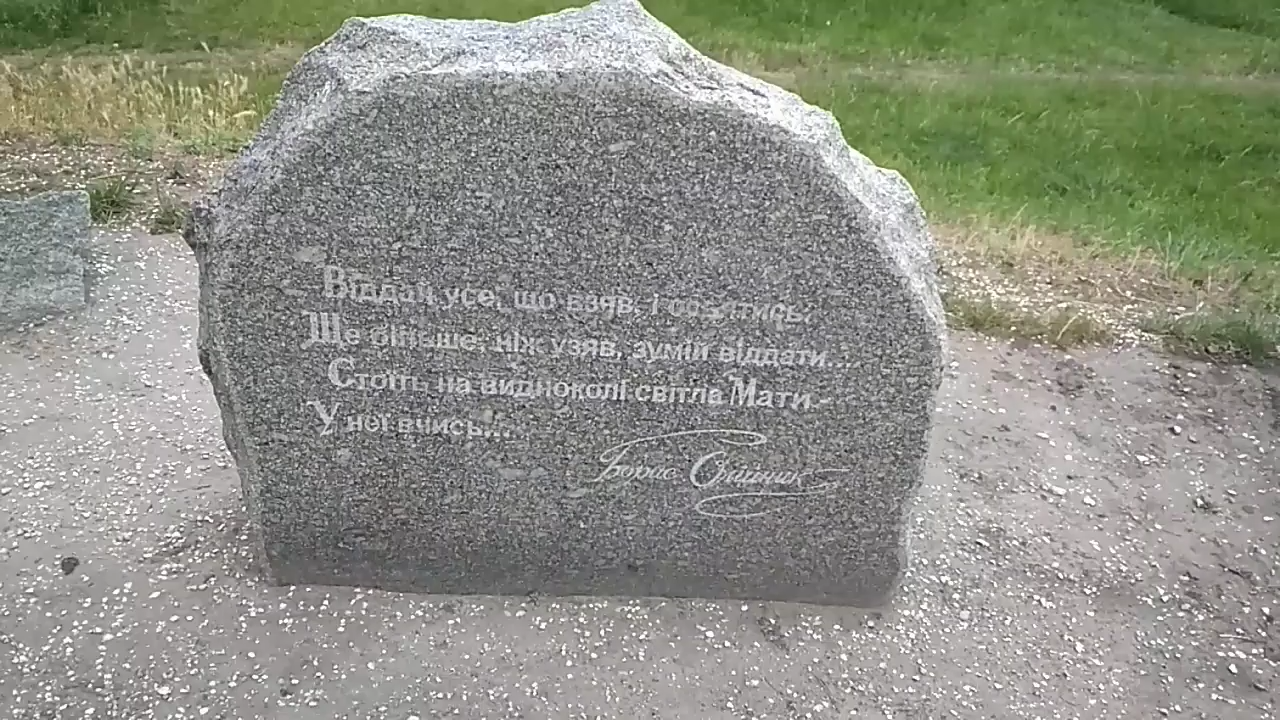 Віддай усе, що взяв, і освятись.
Ще більше, ніж узяв, зумій віддати...
Стоїть на видноколі світла Мати
У неї вчись...
Борис Олійник